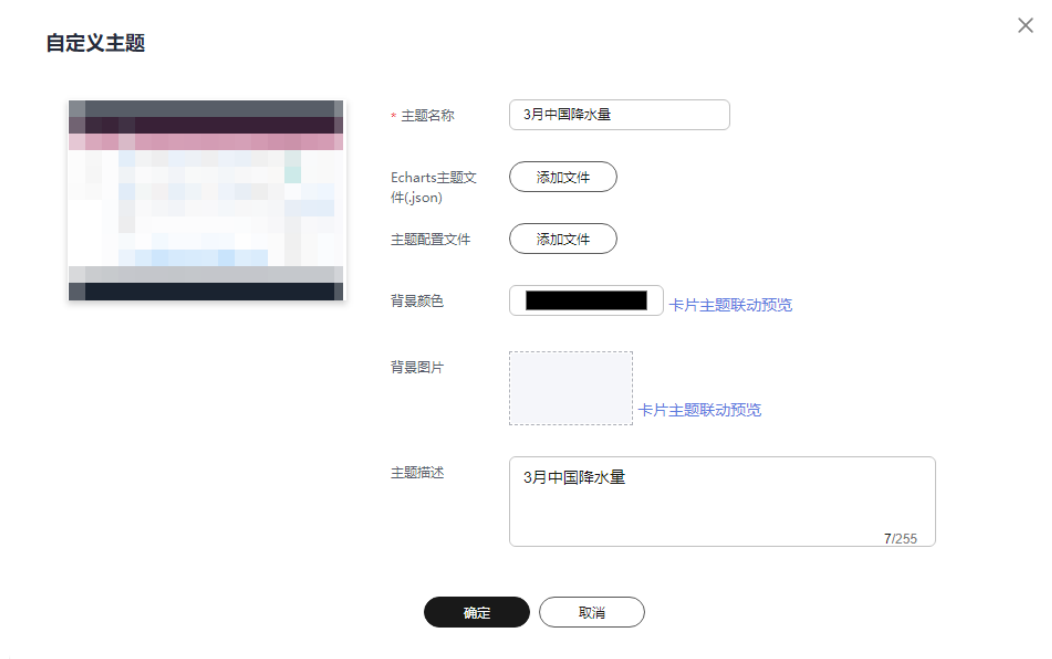 自定义主题
* 主题名称
3月中国降水量
Echarts主题文
件(.json)
添加文件
主题配置文件
添加文件
背景颜色
卡片主题联动预览
背景图片
卡片主题联动预览
主题描述
3月中国降水量
7/255
确定
取消